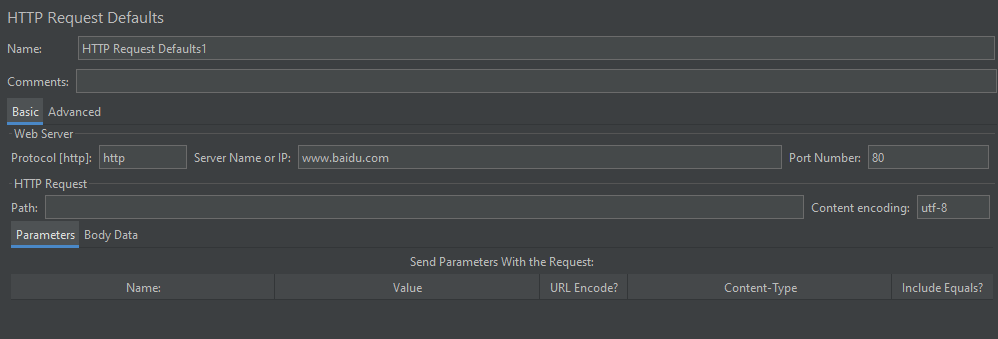 HTTP Request Defaults
Name: HTTP Request Defaults1
Comments:
Basic Advanced
Web Server
Protocol [http]: http Server Name or IP: www.baidu.com Port Number: 80
HTTP Request
Path: Content encoding: utf-8
Parameters Body Data
Send Parameters With the Request:
Name: Value URL Encode? Content-Type Include Equals?